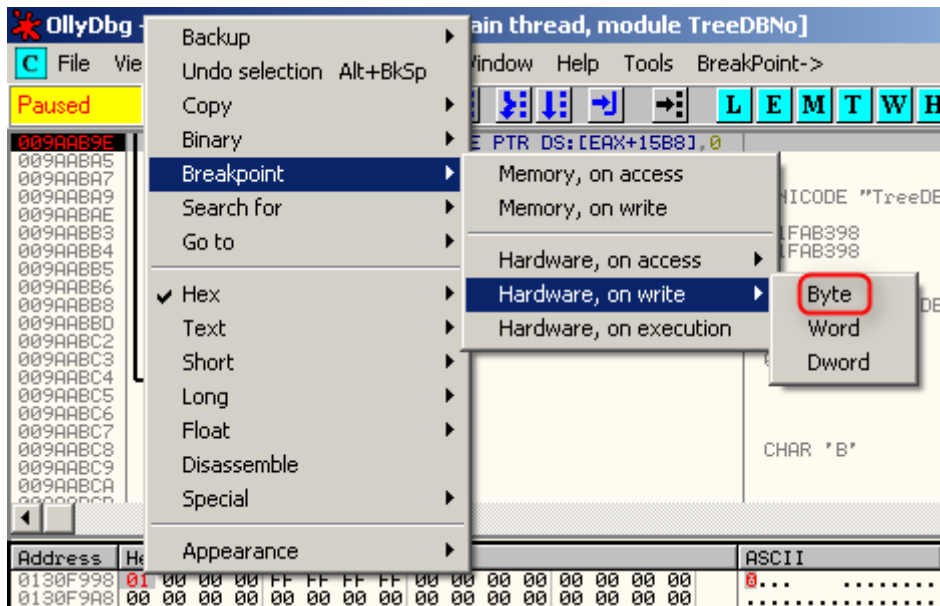 OllyDbg - ain thread, module TreeDBNo]
C File Vie indow Help Tools BreakPoint->
Paused L E M T W H
Backup
Undo selection Alt+BkSp
Copy
Binary
Breakpoint
Search for
Go to
Hex
Text
Short
Long
Float
Disassemble
Special
Appearance
Memory, on access
Memory, on write
Hardware, on access
Hardware, on write
Hardware, on execution
Byte
Word
Dword
009AAB9E E PTR DS:[EAX+15B8],0
009AABA5
009AABA7
009AABA9 NICODE "TreeDB
009AABAE
009AABB3 1FAB398
009AABB4 1FAB398
009AABB5
009AABB6
009AABB8 DE
009AABBD
009AABC2
009AABC3
009AABC4
009AABC5
009AABC6
009AABC7
009AABC8 CHAR 'B'
009AABC9
009AABCA
Address He ASCII
0130F998 01 00 00 00 FF FF FF FF 00 00 00 00 00 00 00 00
0130F9A8 00 00 00 00 00 00 00 00 00 00 00 00 00 00 00 00